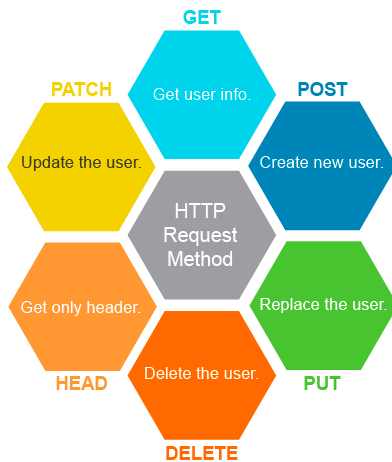 GET
Get user info.
PATCH
Update the user.
POST
Create new user.
HTTP
Request
Method
Get only header.
HEAD
Replace the user.
PUT
Delete the user.
DELETE